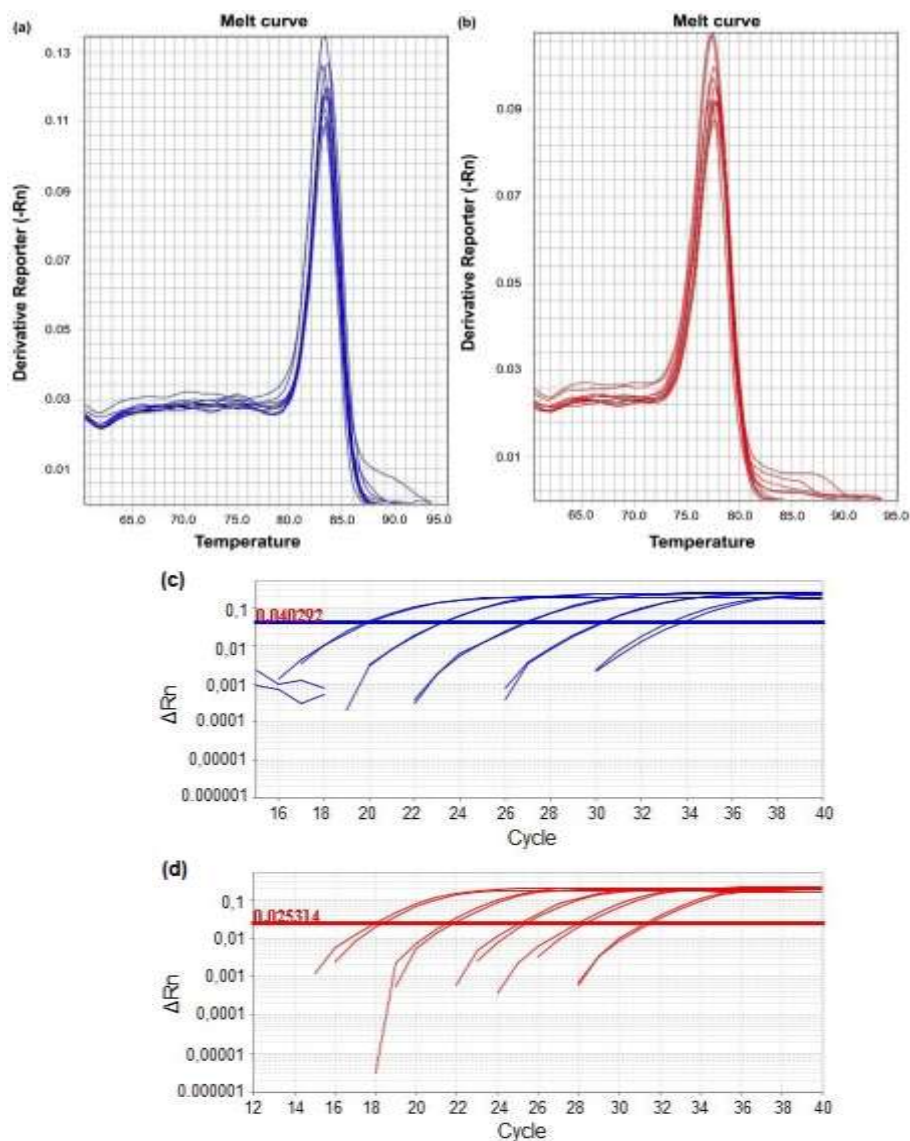 (a)
Melt curve
Derivative Reporter (-Rn)
0.13
0.11
0.09
0.07
0.05
0.03
0.01
65.0 70.0 75.0 80.0 85.0 90.0 95.0
Temperature
(b)
Melt curve
Derivative Reporter (-Rn)
0.09
0.07
0.05
0.03
0.01
65.0 70.0 75.0 80.0 85.0 90.0 95.0
Temperature
(c)
ΔRn
0,1
0.040292
0,01
0,001
0.0001
0,00001
0.000001
16 18 20 22 24 26 28 30 32 34 36 38 40
Cycle
(d)
ΔRn
0,1
0.025314
0,01
0,001
0,0001
0,00001
0.000001
12 14 16 18 20 22 24 26 28 30 32 34 36 38 40
Cycle